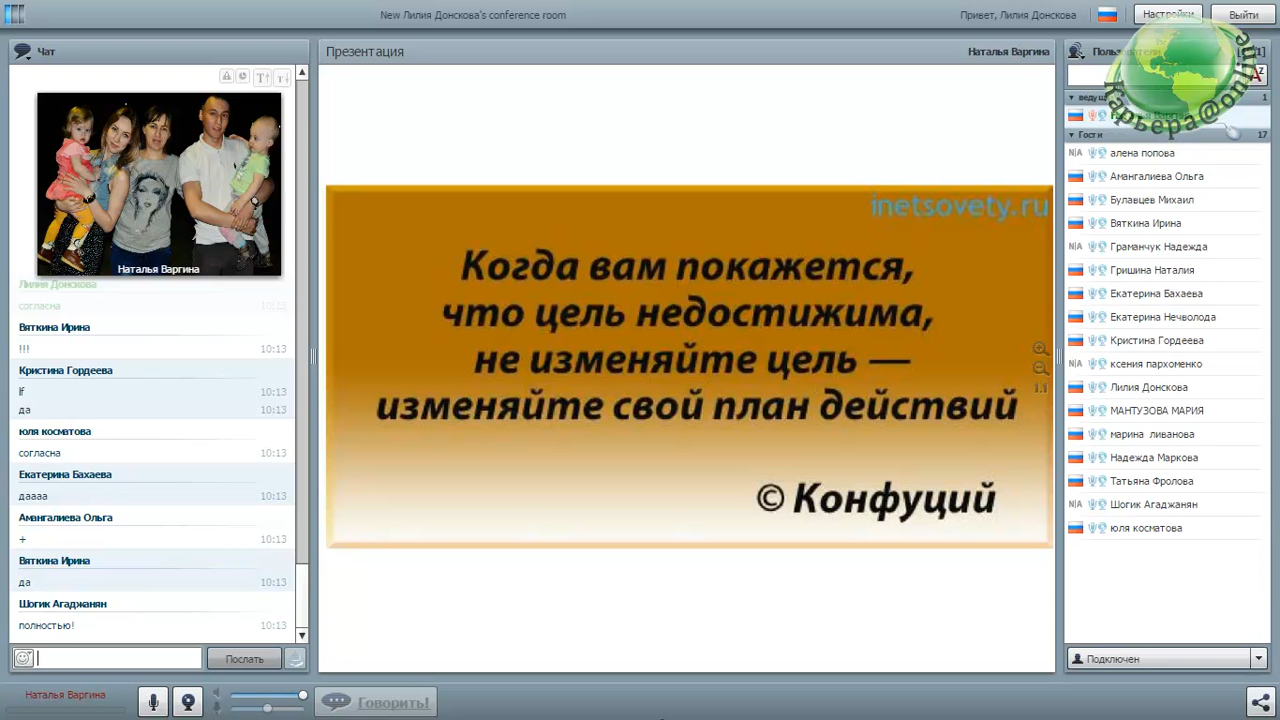 New Лилия Донскова's conference room
Привет, Лилия Донскова
Настройки
Выйти
Чат
Наталья Варгина
Лилия Донскова
согласна
Вяткина Ирина
!!! 10:13
Кристина Гордеева
lf 10:13
да 10:13
юля косматова
согласна 10:13
Екатерина Бахаева
даааа 10:13
Амангалиева Ольга
+ 10:13
Вяткина Ирина
да 10:13
Шогик Агаджанян
полностью! 10:13
Послать
Наталья Варгина
Говорить!
Презентация
Наталья Варгина
inetsovety.ru
Когда вам покажется,
что цель недостижима,
не изменяйте цель —
изменяйте свой план действий
© Конфуций
1:1
Карьера@online
Гости 17
N|A алена попова
Амангалиева Ольга
Булавцев Михаил
Вяткина Ирина
N|A Граманчук Надежда
Гришина Наталия
Екатерина Бахаева
Екатерина Нечволода
Кристина Гордеева
N|A ксения пархоменко
Лилия Донскова
МАНТУЗОВА МАРИЯ
марина ливанова
Надежда Маркова
Татьяна Фролова
N|A Шогик Агаджанян
юля косматова
Подключен